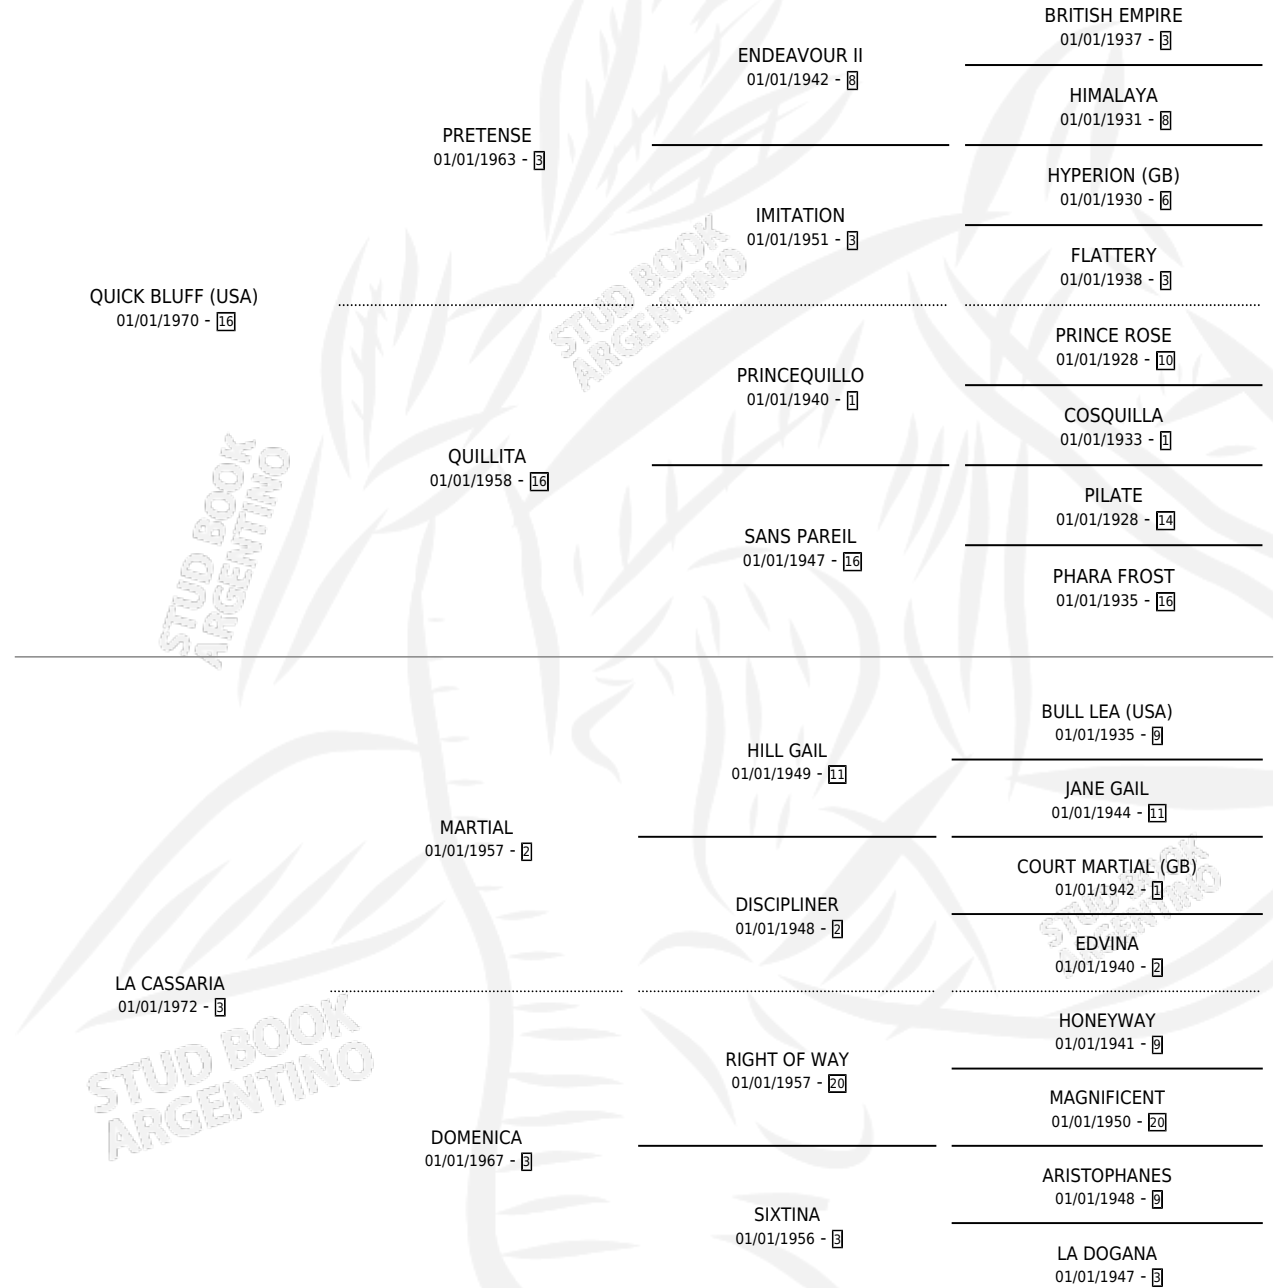 BRITISH EMPIRE
01/01/1937 - 3
ENDEAVOUR II
01/01/1942 - 8
HIMALAYA
01/01/1931 - 8
PRETENSE
01/01/1963 - 3
HYPERION (GB)
01/01/1930 - 6
IMITATION
01/01/1951 - 3
FLATTERY
01/01/1938 - 3
QUICK BLUFF (USA)
01/01/1970 - 16
STUD BOOK
ARGENTINO
PRINCE ROSE
01/01/1928 - 10
PRINCEQUILLO
01/01/1940 - 1
COSQUILLA
01/01/1933 - 1
QUILLITA
01/01/1958 - 16
PILATE
01/01/1928 - 14
SANS PAREIL
01/01/1947 - 16
PHARA FROST
01/01/1935 - 16
STUD BOOK
ARGENTINO
BULL LEA (USA)
01/01/1935 - 9
HILL GAIL
01/01/1949 - 11
JANE GAIL
01/01/1944 - 11
MARTIAL
01/01/1957 - 2
COURT MARTIAL (GB)
01/01/1942 - 1
DISCIPLINER
01/01/1948 - 2
STUD BOOK
ARGENTINO
EDVINA
01/01/1940 - 2
LA CASSARIA
01/01/1972 - 3
HONEYWAY
01/01/1941 - 9
RIGHT OF WAY
01/01/1957 - 20
STUD BOOK
ARGENTINO
MAGNIFICENT
01/01/1950 - 20
DOMENICA
01/01/1967 - 3
ARISTOPHANES
01/01/1948 - 9
SIXTINA
01/01/1956 - 3
LA DOGANA
01/01/1947 - 3